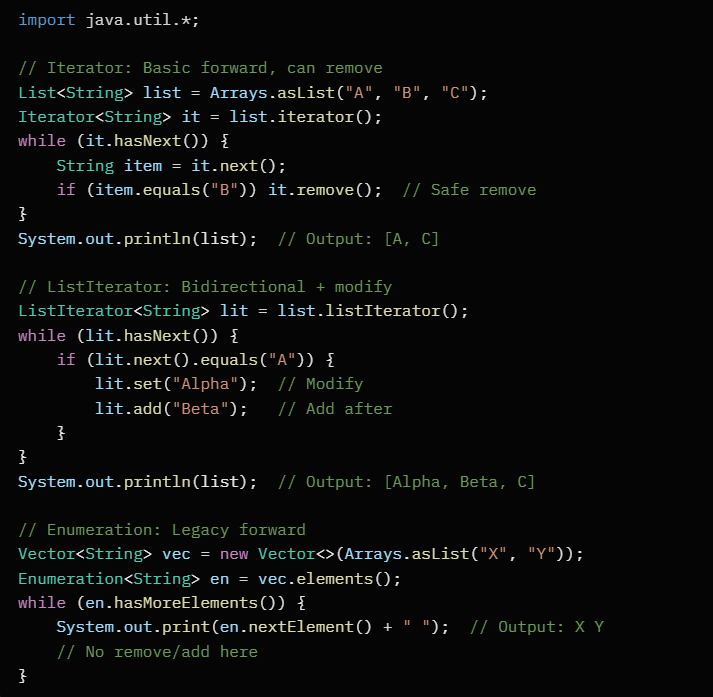 import java.util.*;

// Iterator: Basic forward, can remove
List<String> list = Arrays.asList("A", "B", "C");
Iterator<String> it = list.iterator();
while (it.hasNext()) {
    String item = it.next();
    if (item.equals("B")) it.remove();  // Safe remove
}
System.out.println(list);  // Output: [A, C]

// ListIterator: Bidirectional + modify
ListIterator<String> lit = list.listIterator();
while (lit.hasNext()) {
    if (lit.next().equals("A")) {
        lit.set("Alpha");  // Modify
        lit.add("Beta");   // Add after
    }
}
System.out.println(list);  // Output: [Alpha, Beta, C]

// Enumeration: Legacy forward
Vector<String> vec = new Vector<>(Arrays.asList("X", "Y"));
Enumeration<String> en = vec.elements();
while (en.hasMoreElements()) {
    System.out.print(en.nextElement() + " ");  // Output: X Y
    // No remove/add here
}